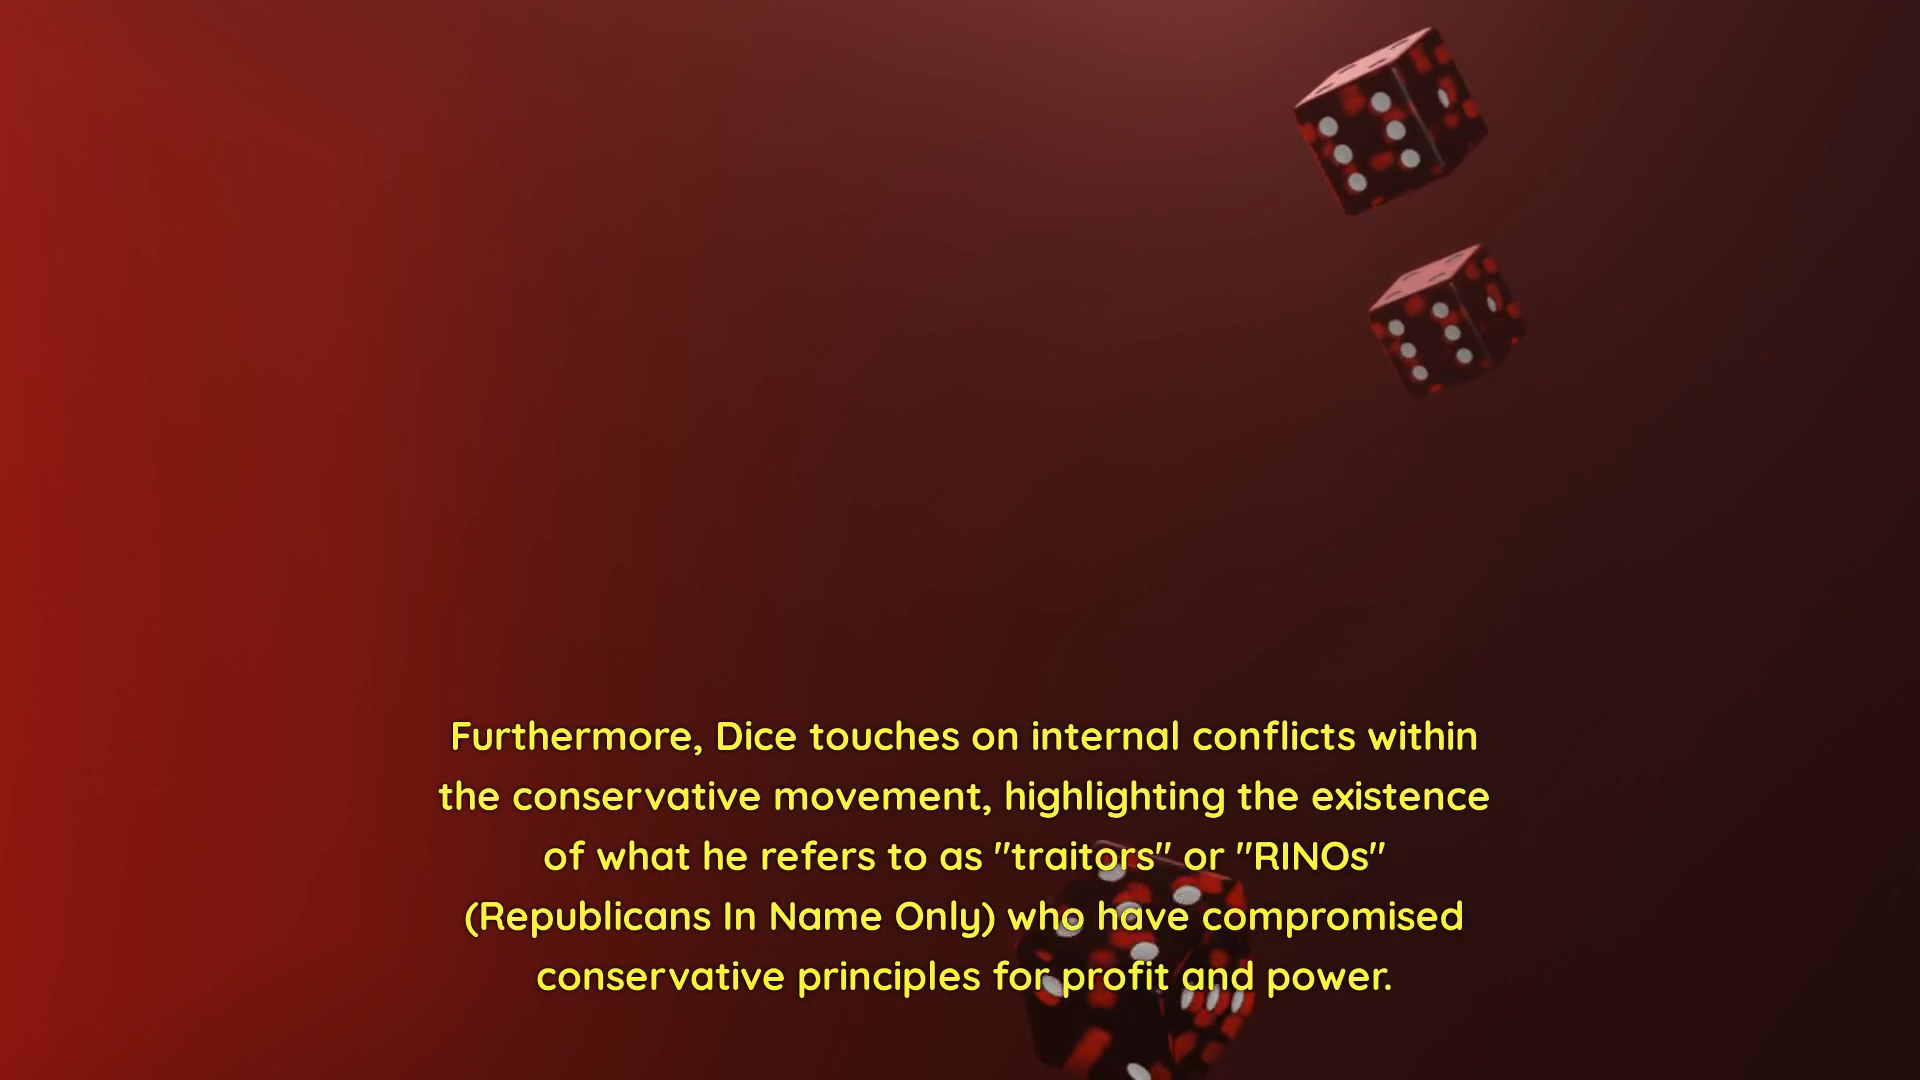 Furthermore, Dice touches on internal conflicts within
the conservative movement, highlighting the existence
of what he refers to as "traitors" or "RINOs"
(Republicans In Name Only) who have compromised
conservative principles for profit and power.